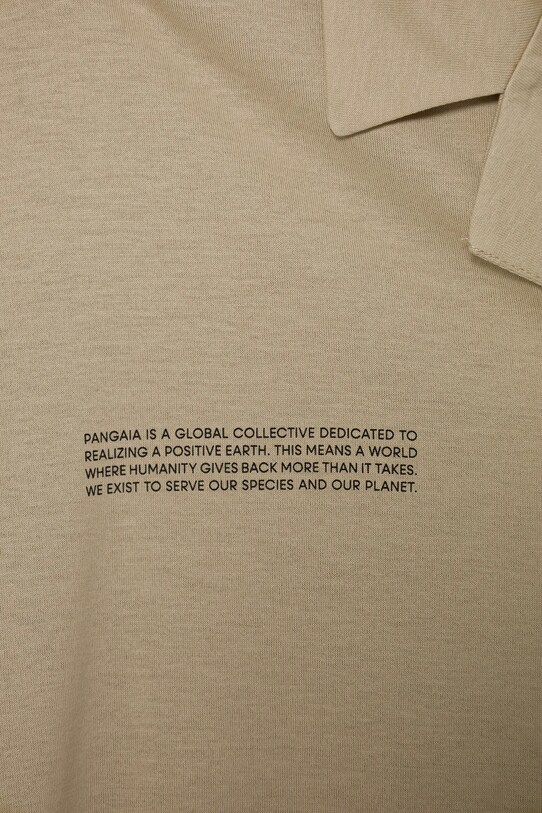 PANGAIA IS A GLOBAL COLLECTIVE DEDICATED TO
REALIZING A POSITIVE EARTH. THIS MEANS A WORLD
WHERE HUMANITY GIVES BACK MORE THAN IT TAKES.
WE EXIST TO SERVE OUR SPECIES AND OUR PLANET.